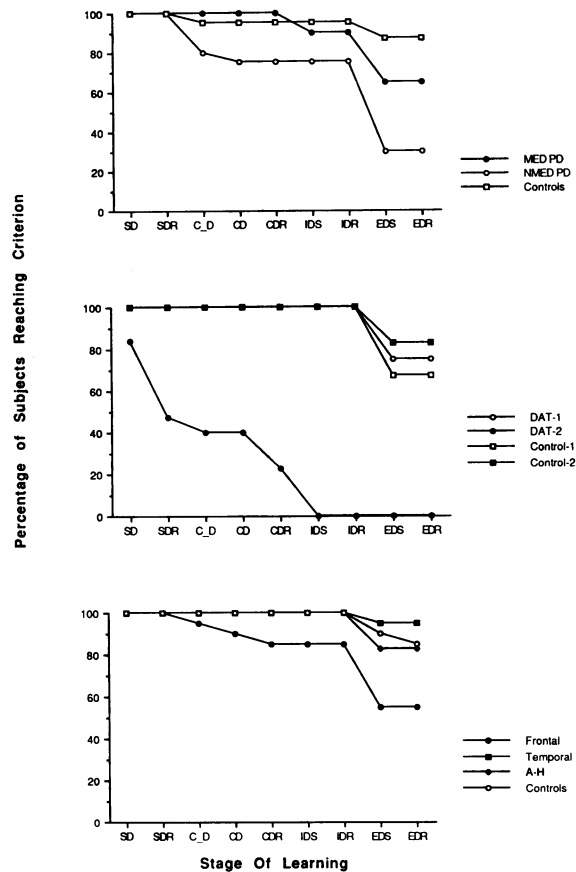 Percentage of Subjects Reaching Criterion
100
80
60
40
20
0
SD SDR C_D CD CDR IDS IDR EDS EDR
MED PD
NMED PD
Controls
100
80
60
40
20
0
SD SDR C_D CD CDR IDS IDR EDS EDR
DAT-1
DAT-2
Control-1
Control-2
100
80
60
40
20
0
SD SDR C_D CD CDR IDS IDR EDS EDR
Frontal
Temporal
A-H
Controls
Stage Of Learning